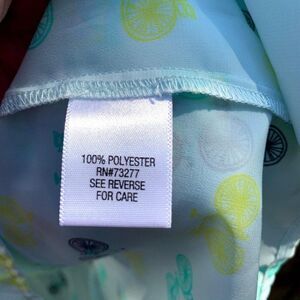 100% POLYESTER
RN#73277
SEE REVERSE
FOR CARE